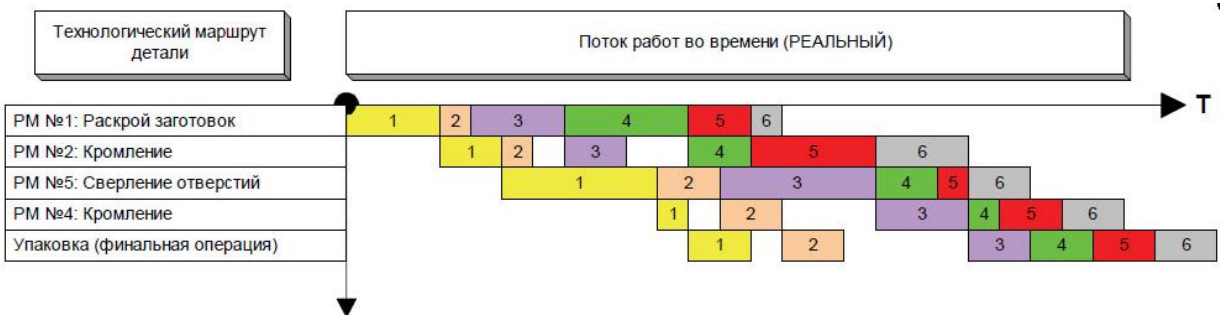 Технологический маршрут
детали
Поток работ во времени (РЕАЛЬНЫЙ)
Т
РМ №1: Раскрой заготовок
1 2 3 4 5 6
РМ №2: Кромление
1 2 3 4 5 6
РМ №5: Сверление отверстий
1 2 3 4 5 6
РМ №4: Кромление
1 2 3 4 5 6
Упаковка (финальная операция)
1 2 3 4 5 6